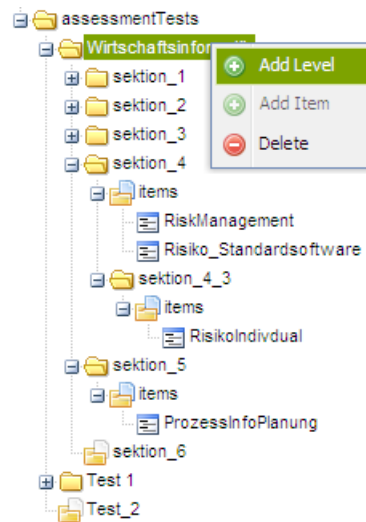 assessmentTests
Add Level
sektion_1
sektion_2
Add Item
sektion_3
Delete
sektion_4
items
RiskManagement
Risiko_Standardsoftware
sektion_4_3
items
RisikoIndivdual
sektion_5
items
ProzessInfoPlanung
sektion_6
Test 1
Test_2